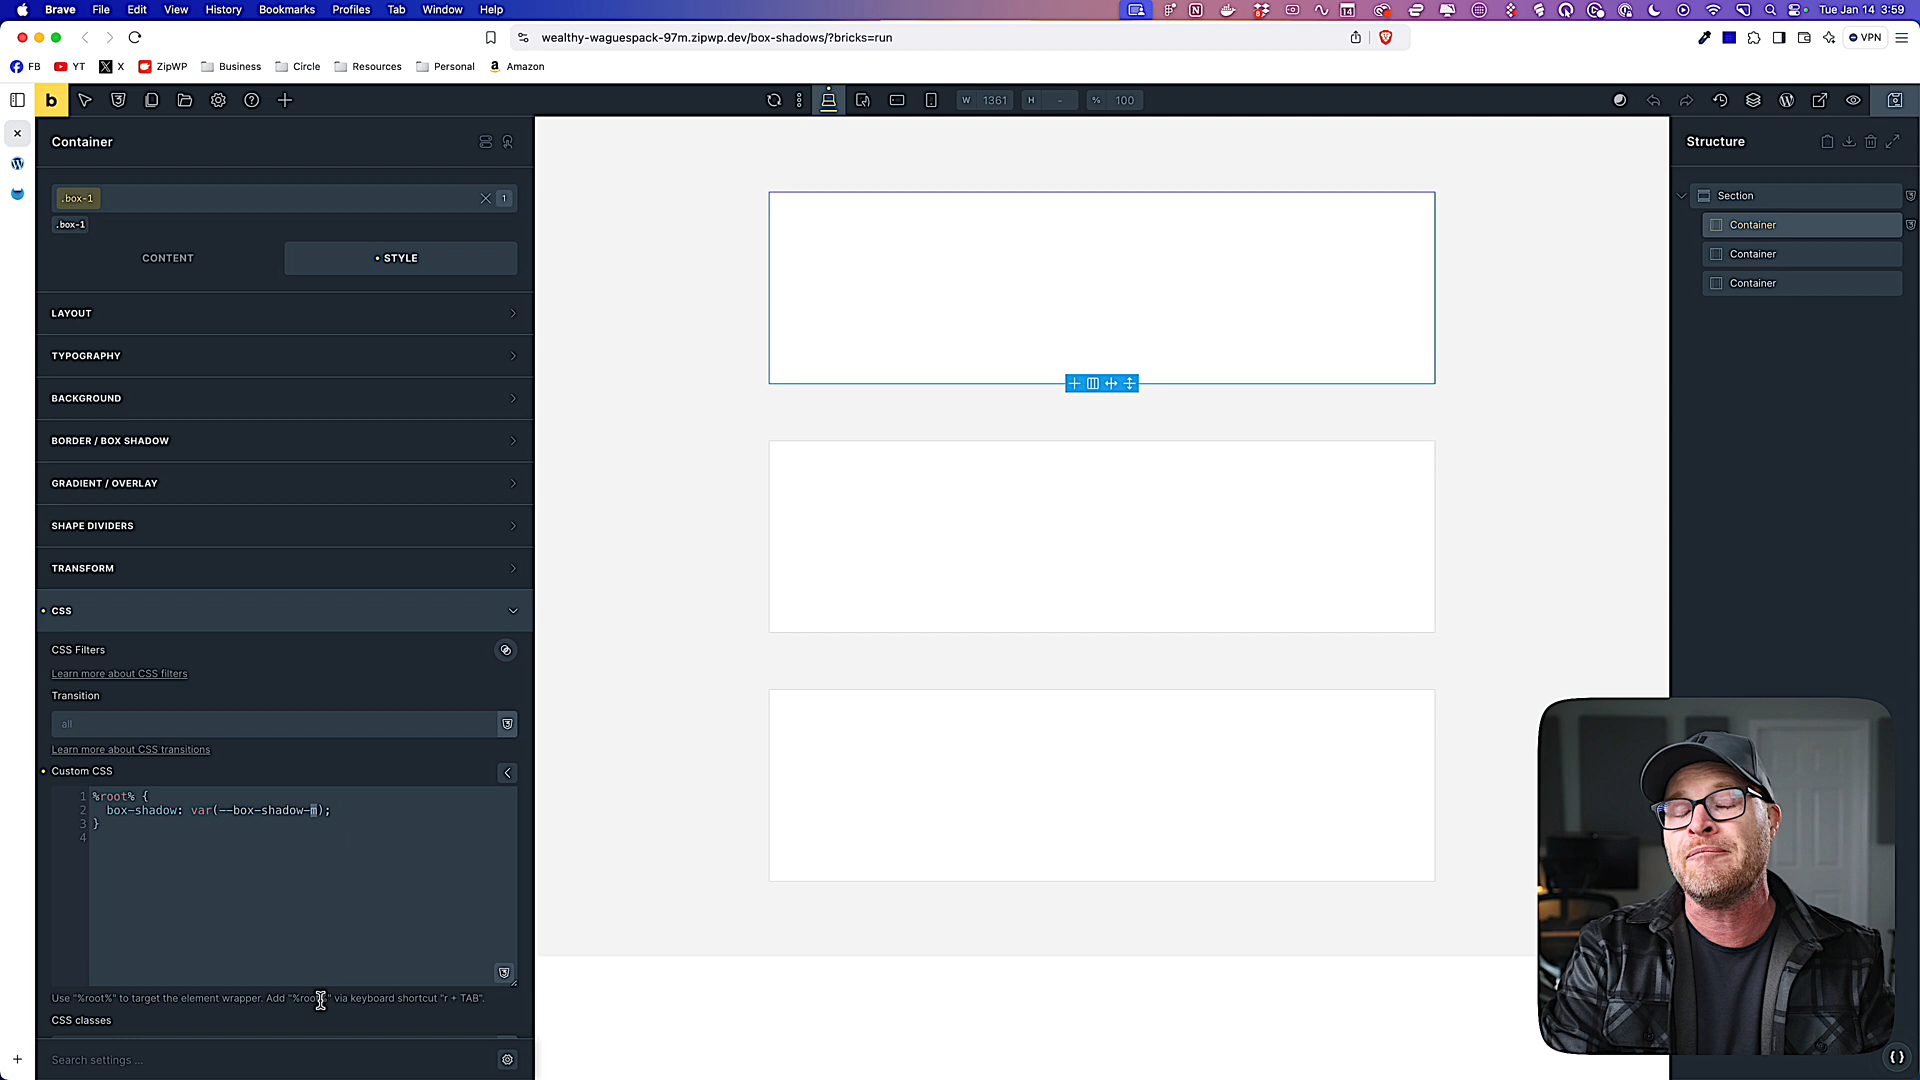 Brave File Edit View History Bookmarks Profiles Tab Window Help
14
Tue Jan 14 3:59
wealthy-waguespack-97m.zipwp.dev/box-shadows/?bricks=run
VPN
FB YT X ZipWP Business Circle Resources Personal Amazon
b
W 1361 H - % 100
Container
.box-1
1
.box-1
CONTENT
STYLE
LAYOUT
TYPOGRAPHY
BACKGROUND
BORDER / BOX SHADOW
GRADIENT / OVERLAY
SHAPE DIVIDERS
TRANSFORM
CSS
CSS Filters
Learn more about CSS filters
Transition
all
Learn more about CSS transitions
Custom CSS
1 %root% {
2 box-shadow: var(--box-shadow-m);
3 }
4
Use "%root%" to target the element wrapper. Add "%root%" via keyboard shortcut "r + TAB".
CSS classes
Search settings ...
Structure
Section
Container
Container
Container